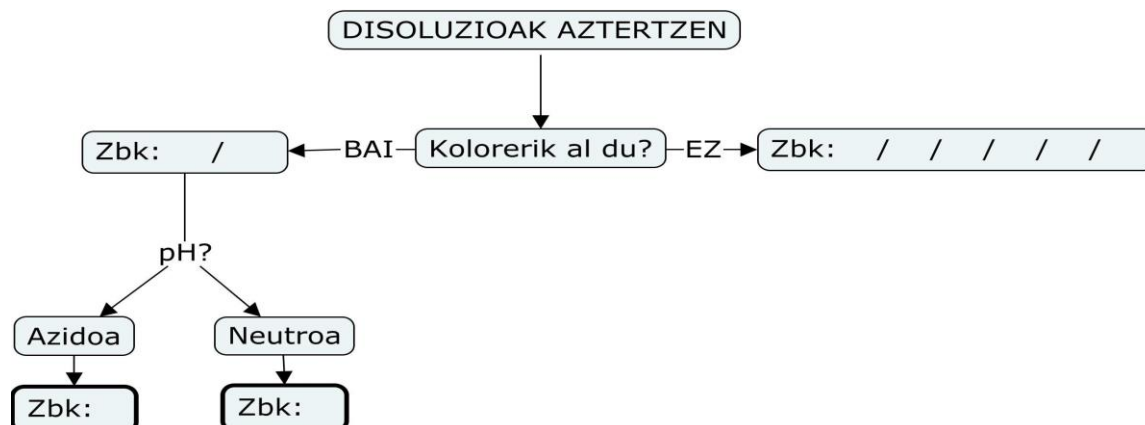 DISOLUZIOAK AZTERTZEN
Zbk: /
BAI
Kolorerik al du?
EZ
Zbk: / / / / /
pH?
Azidoa
Neutroa
Zbk:
Zbk: